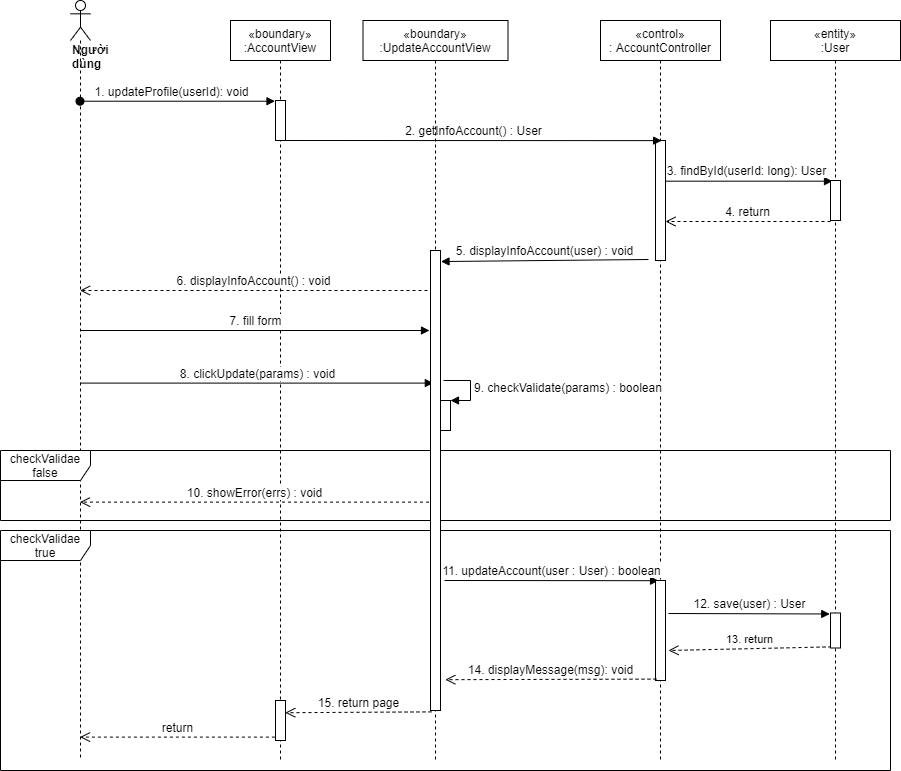 Người
dùng
«boundary»
:AccountView
«boundary»
:UpdateAccountView
«control»
: AccountController
«entity»
:User
1. updateProfile(userId): void
2. getInfoAccount() : User
3. findById(userId: long): User
4. return
5. displayInfoAccount(user) : void
6. displayInfoAccount() : void
7. fill form
8. clickUpdate(params) : void
9. checkValidate(params) : boolean
checkValidae
false
10. showError(errs) : void
checkValidae
true
11. updateAccount(user : User) : boolean
12. save(user) : User
13. return
14. displayMessage(msg): void
15. return page
return